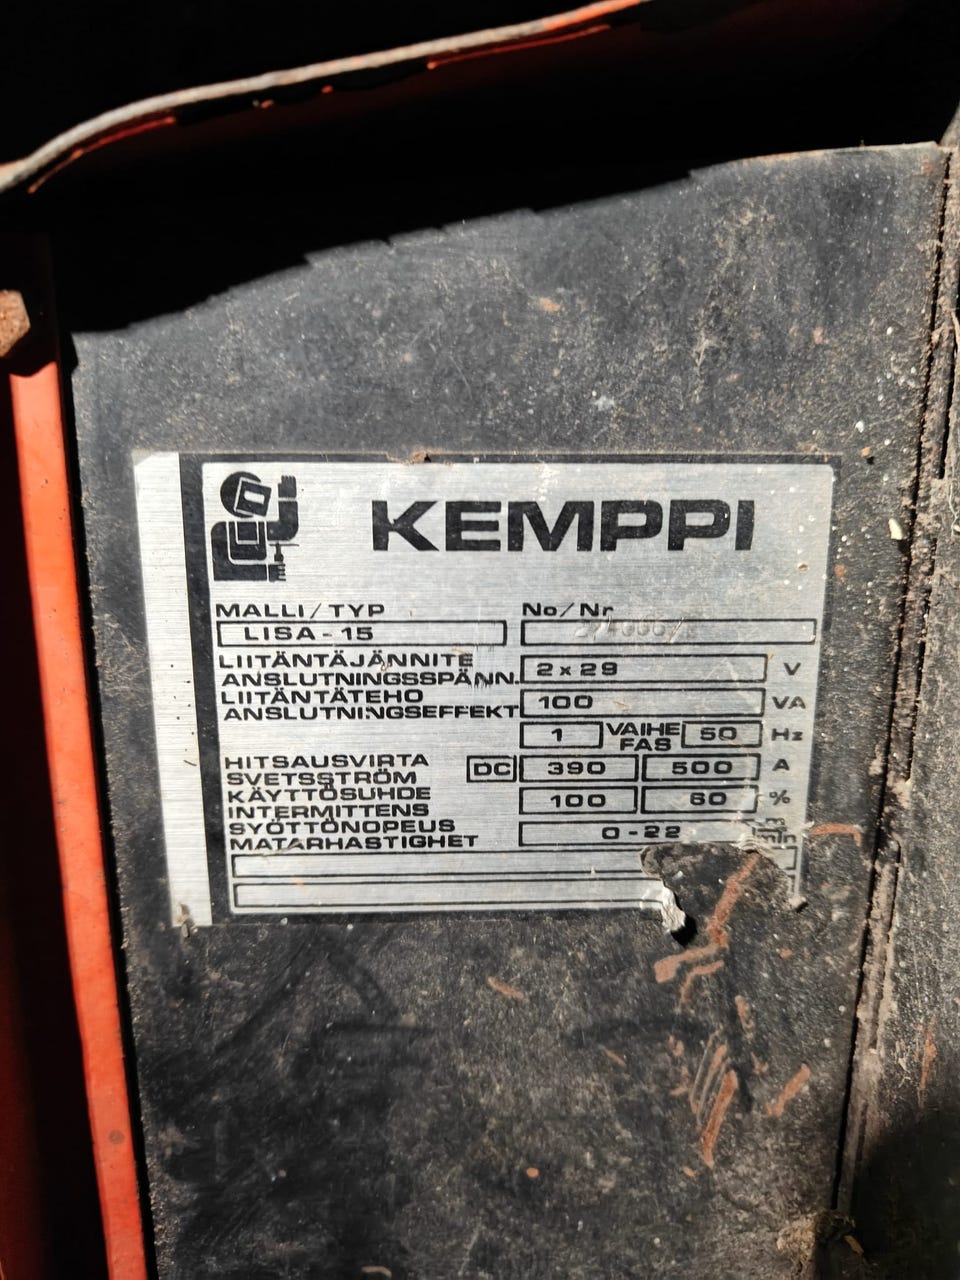 KEMPPI
MALLI/TYP No/Nr
LISA-15
LIITÄNTÄJÄNNITE
ANSLUTNINGSSPÄNN. 2x29 V
LIITÄNTÄTEHO
ANSLUTNINGSEFFEKT 100 VA
1 VAIHE FAS 50 Hz
HITSAUSVIRTA
SVETSSTRÖM DC 390 500 A
KÄYTTÖSUHDE
INTERMITTENS 100 60 %
SYÖTTÖNOPEUS
MATARHASTIGHET 0-22 m/min